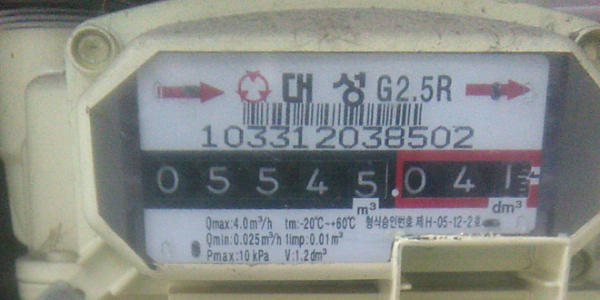 대 성 G2.5R
103312038502
05545.041
m³ dm³
Qmax:4.0m³/h tm:-20℃~+60℃ 형식승인번호 제H-05-12-2호
Qmin:0.025m³/h 1imp:0.01m³
Pmax:10 kPa V:1.2dm³